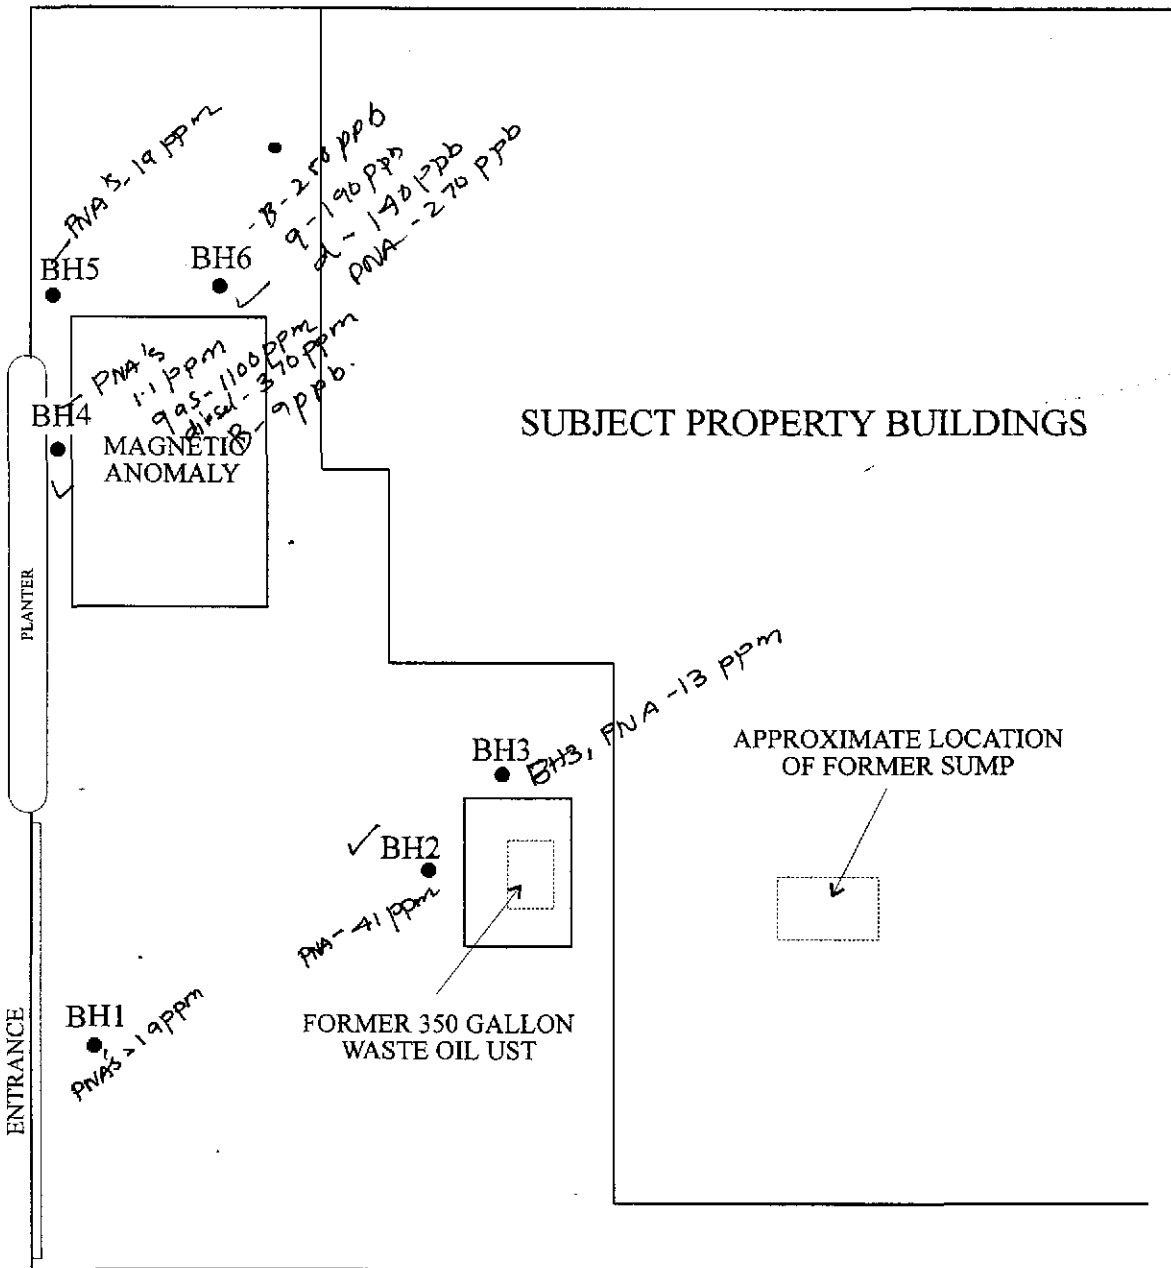 PNA's - 19 ppm
BH5
BH6
- B - 250 ppb
g - 190 ppb
d - 140 ppb
PNA - 270 ppb
PNA's
1.1 ppm
gas - 1100 ppm
diesel - 370 ppm
B - 9 ppb.
BH4
MAGNETIC
ANOMALY
SUBJECT PROPERTY BUILDINGS
PLANTER
BH3
BH3, PNA - 13 ppm
APPROXIMATE LOCATION
OF FORMER SUMP
✓ BH2
PNA - 41 ppm
BH1
PNA's > 19 ppm
FORMER 350 GALLON
WASTE OIL UST
ENTRANCE